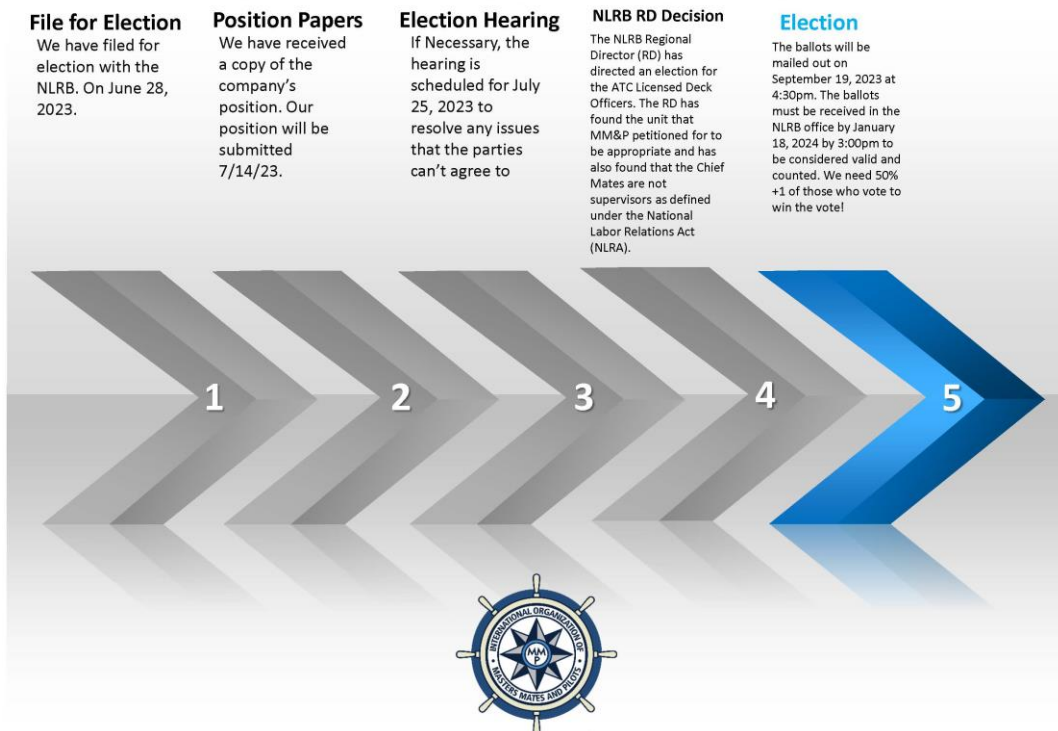 File for Election
We have filed for
election with the
NLRB. On June 28,
2023.
Position Papers
We have received
a copy of the
company’s
position. Our
position will be
submitted
7/14/23.
Election Hearing
If Necessary, the
hearing is
scheduled for July
25, 2023 to
resolve any issues
that the parties
can’t agree to
NLRB RD Decision
The NLRB Regional
Director (RD) has
directed an election for
the ATC Licensed Deck
Officers. The RD has
found the unit that
MM&P petitioned for to
be appropriate and has
also found that the Chief
Mates are not
supervisors as defined
under the National
Labor Relations Act
(NLRA).
Election
The ballots will be
mailed out on
September 19, 2023 at
4:30pm. The ballots
must be received in the
NLRB office by January
18, 2024 by 3:00pm to
be considered valid and
counted. We need 50%
+1 of those who vote to
win the vote!
1
2
3
4
5
INTERNATIONAL ORGANIZATION OF
MASTERS MATES AND PILOTS
MM
P